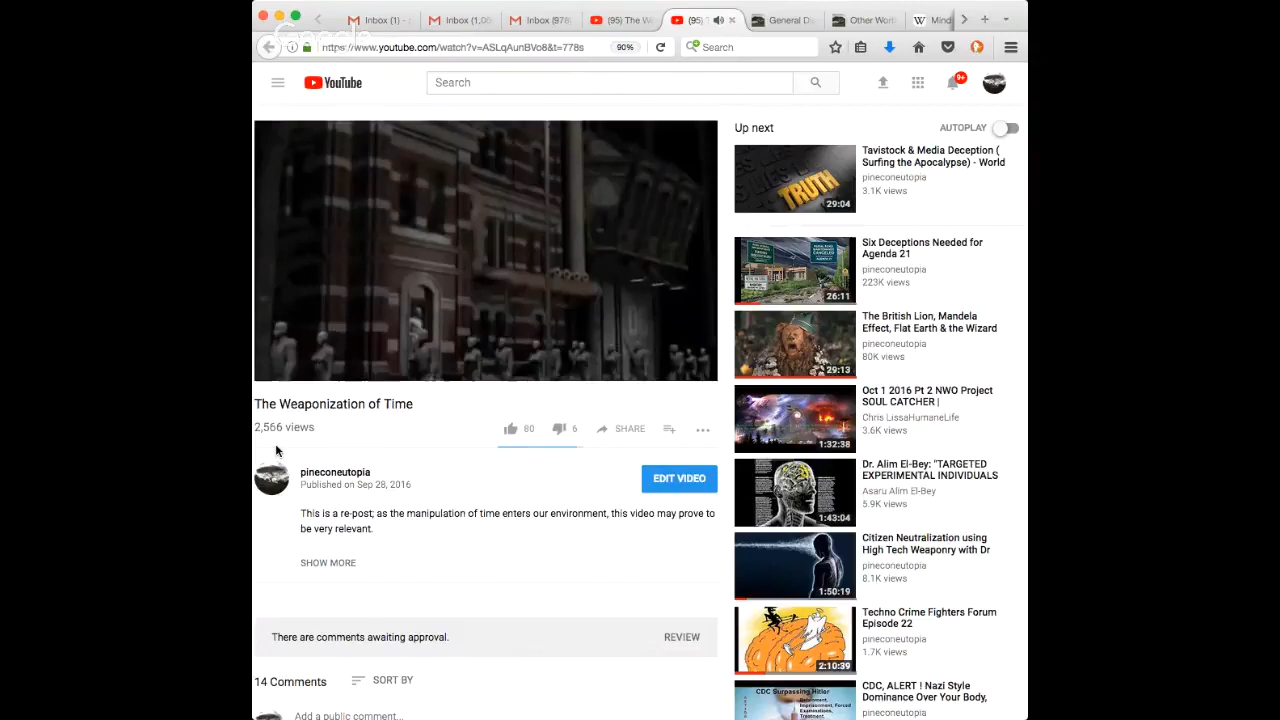 Inbox (1) -
Inbox (1,00
Inbox (978)
(95) The W
(95)
General Di
Other Wor
W Mind
Google
https://www.youtube.com/watch?v=ASLqAunBVo8&t=778s
90%
Search
YouTube
Search
9+
Up next
AUTOPLAY
TRUTH
29:04
Tavistock & Media Deception (
Surfing the Apocalypse) - World
pineconeutopia
3.1K views
26:11
Six Deceptions Needed for
Agenda 21
pineconeutopia
223K views
29:13
The British Lion, Mandela
Effect, Flat Earth & the Wizard
pineconeutopia
80K views
1:32:38
Oct 1 2016 Pt 2 NWO Project
SOUL CATCHER |
Chris LissaHumaneLife
3.6K views
1:43:04
Dr. Alim El-Bey: "TARGETED
EXPERIMENTAL INDIVIDUALS
Asaru Alim El-Bey
5.9K views
1:50:19
Citizen Neutralization using
High Tech Weaponry with Dr
pineconeutopia
8.1K views
2:10:39
Techno Crime Fighters Forum
Episode 22
pineconeutopia
1.7K views
CDC Surpassing Hitler
CDC, ALERT ! Nazi Style
Dominance Over Your Body,
The Weaponization of Time
2,566 views
80
6
SHARE
pineconeutopia
Published on Sep 28, 2016
EDIT VIDEO
This is a re-post; as the manipulation of time enters our environment, this video may prove to
be very relevant.
SHOW MORE
There are comments awaiting approval.
REVIEW
14 Comments
SORT BY
Add a public comment...